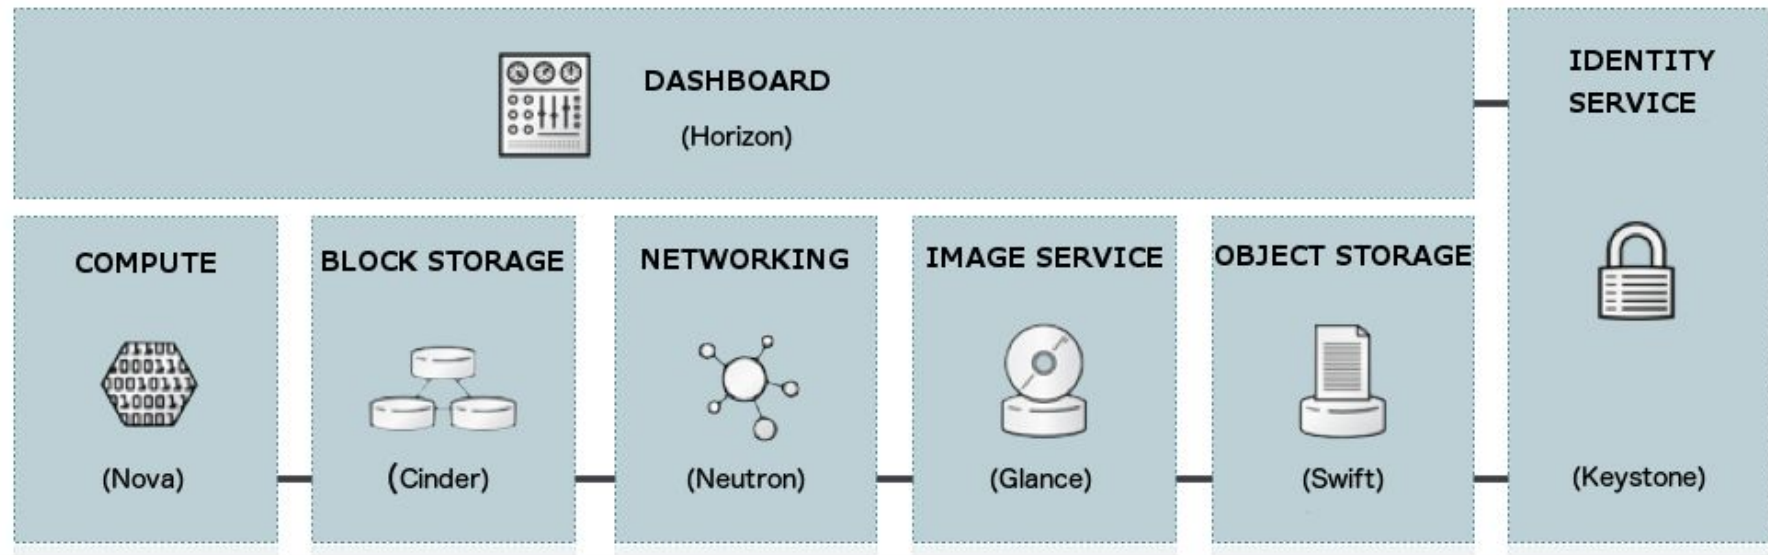 DASHBOARD
(Horizon)
IDENTITY
SERVICE
COMPUTE
(Nova)
BLOCK STORAGE
(Cinder)
NETWORKING
(Neutron)
IMAGE SERVICE
(Glance)
OBJECT STORAGE
(Swift)
(Keystone)